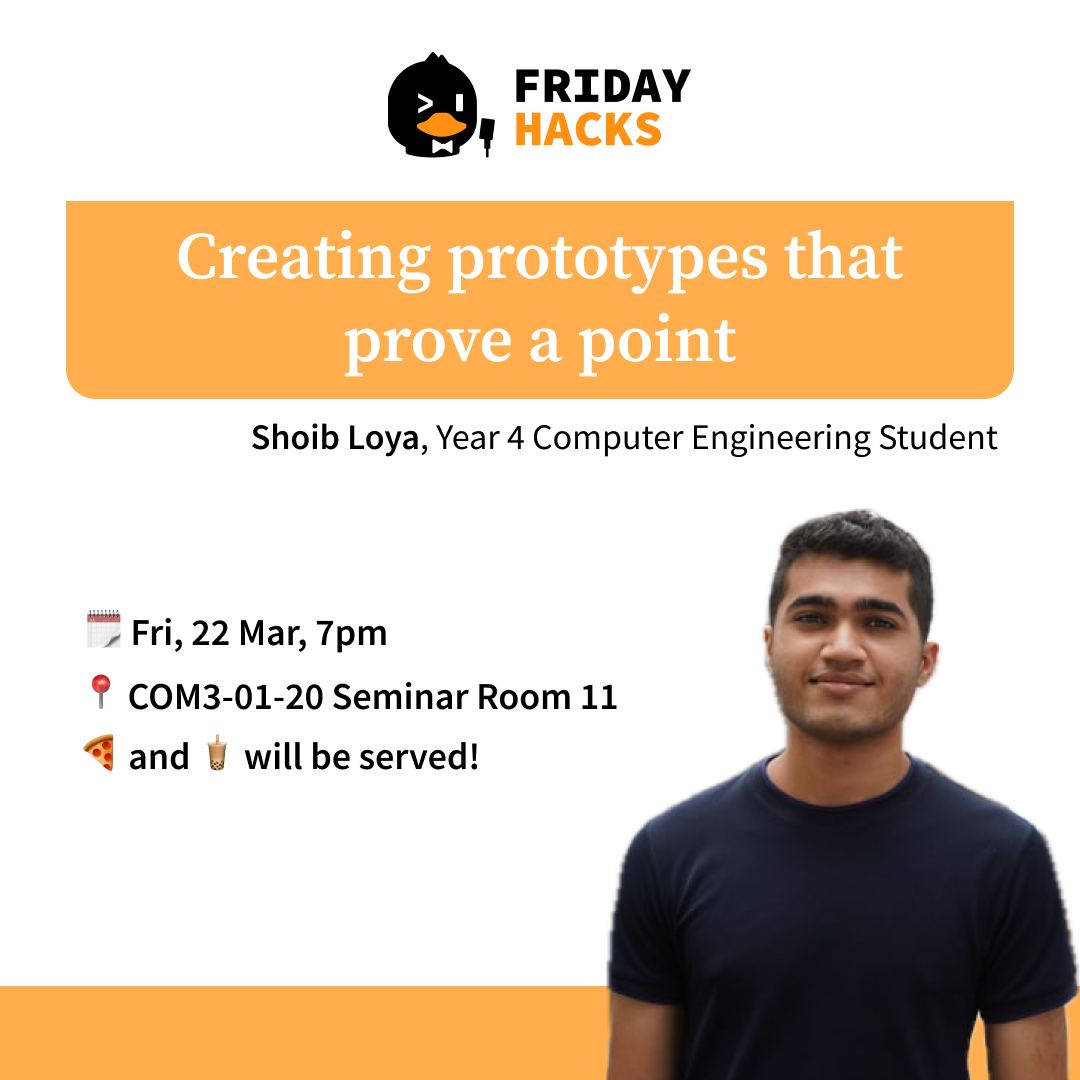 FRIDAY
HACKS
Creating prototypes that
prove a point
Shoib Loya, Year 4 Computer Engineering Student
Fri, 22 Mar, 7pm
COM3-01-20 Seminar Room 11
🍕 and 🧋 will be served!